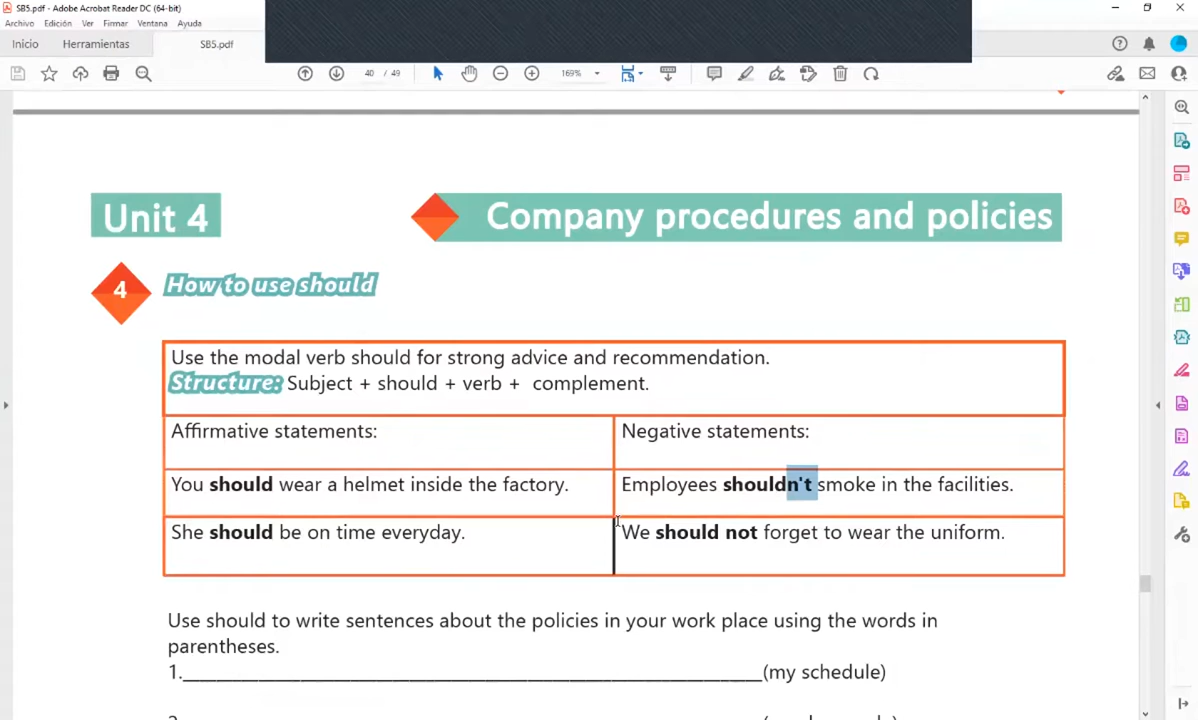 SB5.pdf - Adobe Acrobat Reader DC (64-bit)
Archivo Edición Ver Firmar Ventana Ayuda
Inicio Herramientas SB5.pdf
40 / 49 169%
Unit 4 Company procedures and policies
4 How to use should
Use the modal verb should for strong advice and recommendation.
Structure: Subject + should + verb + complement.
Affirmative statements: Negative statements:
You should wear a helmet inside the factory. Employees shouldn't smoke in the facilities.
She should be on time everyday. We should not forget to wear the uniform.
Use should to write sentences about the policies in your work place using the words in
parentheses.
1.____________________________________________________________(my schedule)